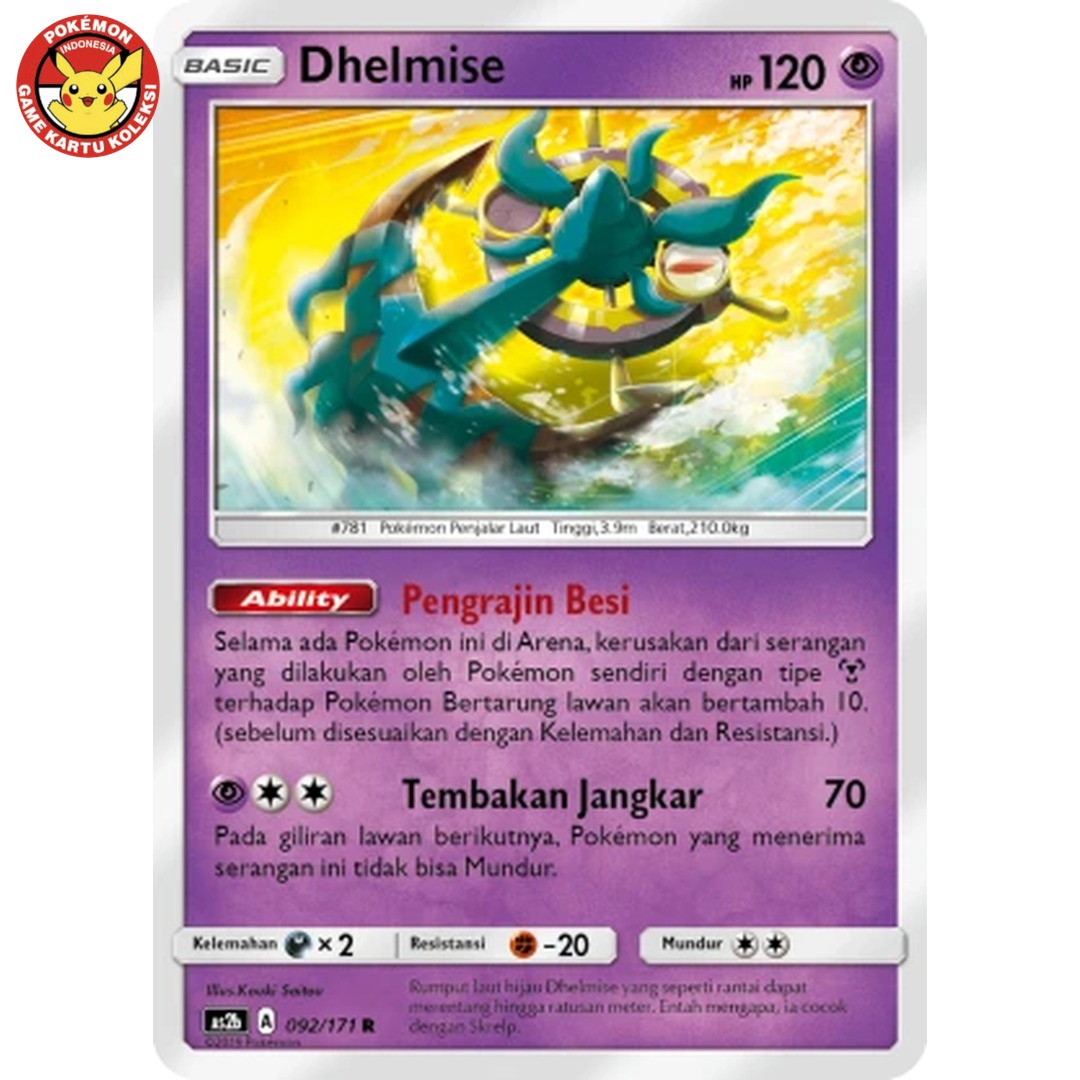 POKÉMON
INDONESIA
GAME KARTU KOLEKSI
BASIC Dhelmise HP 120
#781 Pokémon Penjalar Laut Tinggi,3.9m Berat,210.0kg
Ability Pengrajin Besi
Selama ada Pokémon ini di Arena, kerusakan dari serangan
yang dilakukan oleh Pokémon sendiri dengan tipe
terhadap Pokémon Bertarung lawan akan bertambah 10.
(sebelum disesuaikan dengan Kelemahan dan Resistansi.)
Tembakan Jangkar 70
Pada giliran lawan berikutnya, Pokémon yang menerima
serangan ini tidak bisa Mundur.
Kelemahan ×2 Resistansi -20 Mundur
Illus.Kouki Saitou
Rumput laut hijau Dhelmise yang seperti rantai dapat
merentang hingga ratusan meter. Entah mengapa, ia cocok
dengan Skrelp.
as2b A 092/171 R
©2019 Pokémon